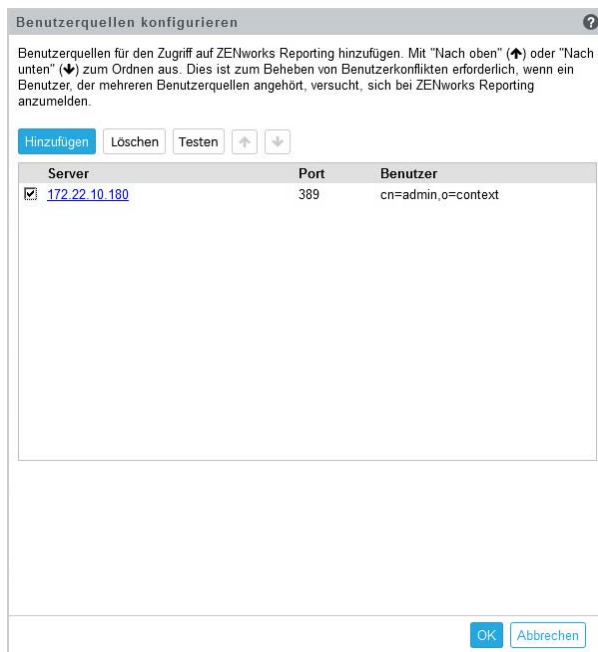 Benutzerquellen konfigurieren
Benutzerquellen für den Zugriff auf ZENworks Reporting hinzufügen. Mit "Nach oben" (↑) oder "Nach
unten" (↓) zum Ordnen aus. Dies ist zum Beheben von Benutzerkonflikten erforderlich, wenn ein
Benutzer, der mehreren Benutzerquellen angehört, versucht, sich bei ZENworks Reporting
anzumelden.
Hinzufügen Löschen Testen
Server Port Benutzer
172.22.10.180 389 cn=admin,o=context
OK Abbrechen